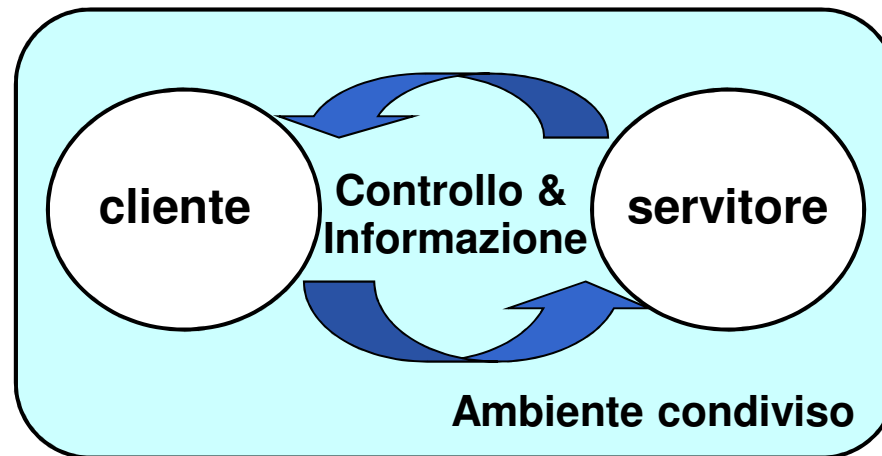 cliente
Controllo &
Informazione
servitore
Ambiente condiviso